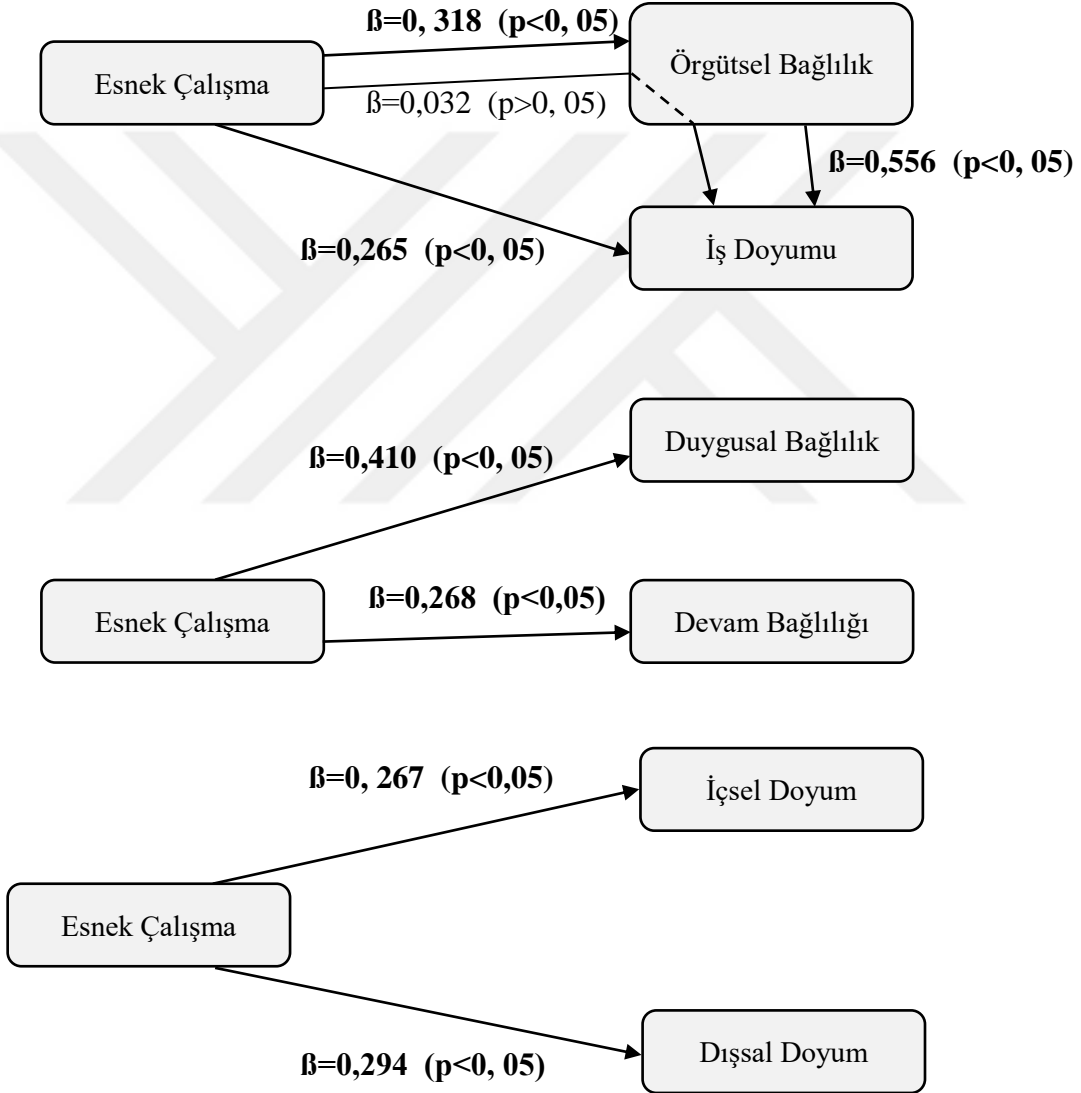 ß=0, 318  (p<0, 05)
Esnek Çalışma
Örgütsel Bağlılık
ß=0,032  (p>0, 05)
ß=0,556  (p<0, 05)
ß=0,265  (p<0, 05)
İş Doyumu
Duygusal Bağlılık
ß=0,410  (p<0, 05)
Esnek Çalışma
ß=0,268  (p<0,05)
Devam Bağlılığı
ß=0, 267  (p<0,05)
İçsel Doyum
Esnek Çalışma
Dışsal Doyum
ß=0,294  (p<0, 05)